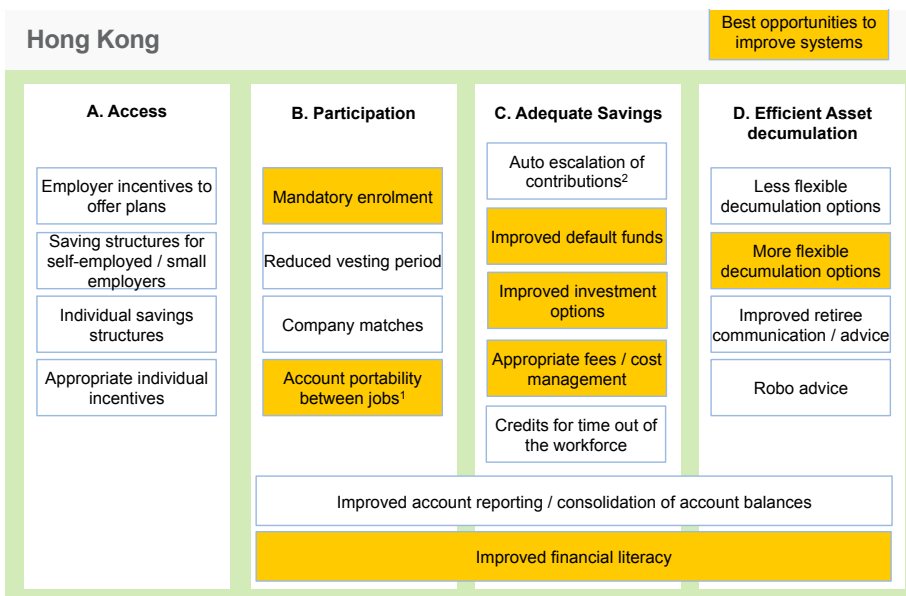 Hong Kong
Best opportunities to
improve systems
A. Access
Employer incentives to
offer plans
Saving structures for
self-employed / small
employers
Individual savings
structures
Appropriate individual
incentives
B. Participation
Mandatory enrolment
Reduced vesting period
Company matches
Account portability
between jobs¹
C. Adequate Savings
Auto escalation of
contributions²
Improved default funds
Improved investment
options
Appropriate fees / cost
management
Credits for time out of
the workforce
D. Efficient Asset
decumulation
Less flexible
decumulation options
More flexible
decumulation options
Improved retiree
communication / advice
Robo advice
Improved account reporting / consolidation of account balances
Improved financial literacy